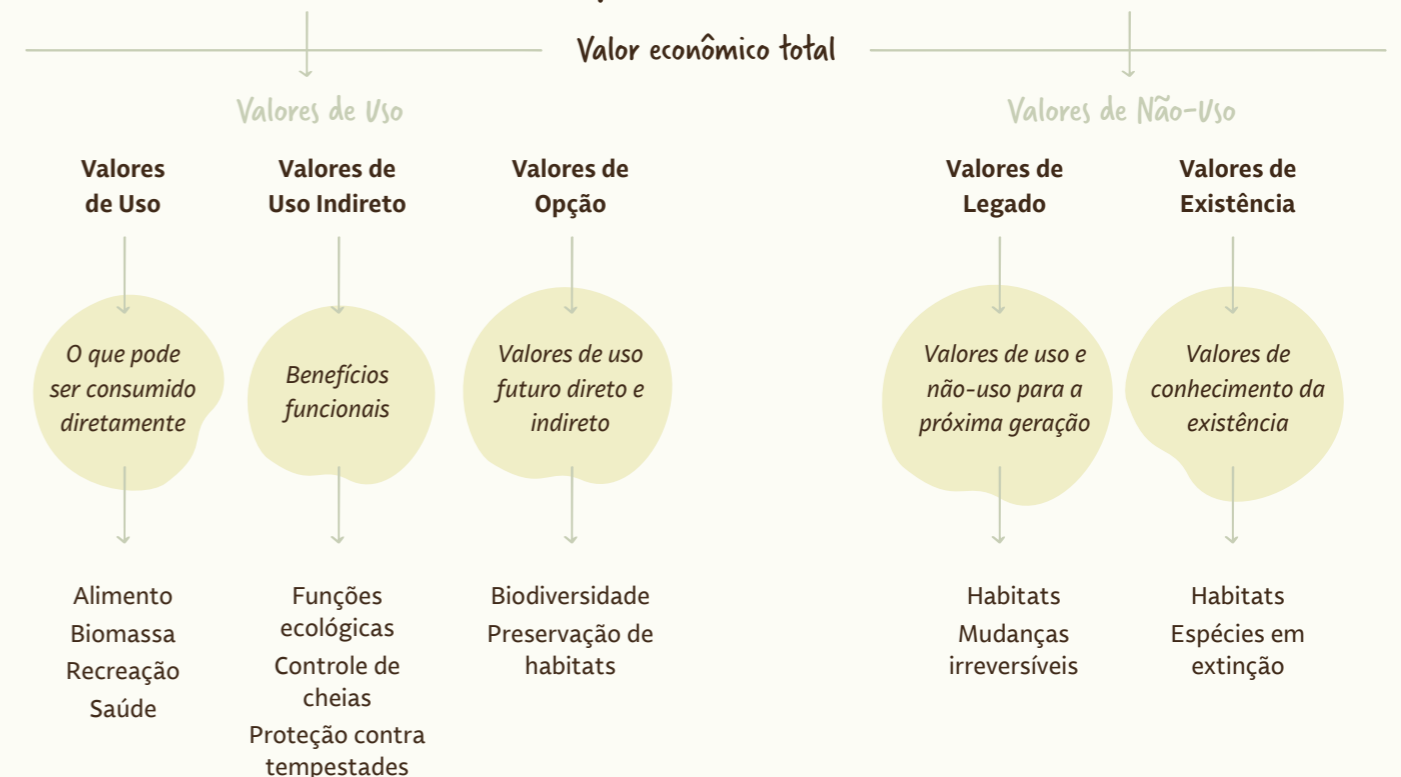 Valor econômico total
Valores de Uso
Valores de Não-Uso
Valores
de Uso
Valores de
Uso Indireto
Valores de
Opção
Valores de
Legado
Valores de
Existência
O que pode
ser consumido
diretamente
Benefícios
funcionais
Valores de uso
futuro direto e
indireto
Valores de uso e
não-uso para a
próxima geração
Valores de
conhecimento da
existência
Alimento
Biomassa
Recreação
Saúde
Funções
ecológicas
Controle de
cheias
Proteção contra
tempestades
Biodiversidade
Preservação de
habitats
Habitats
Mudanças
irreversíveis
Habitats
Espécies em
extinção